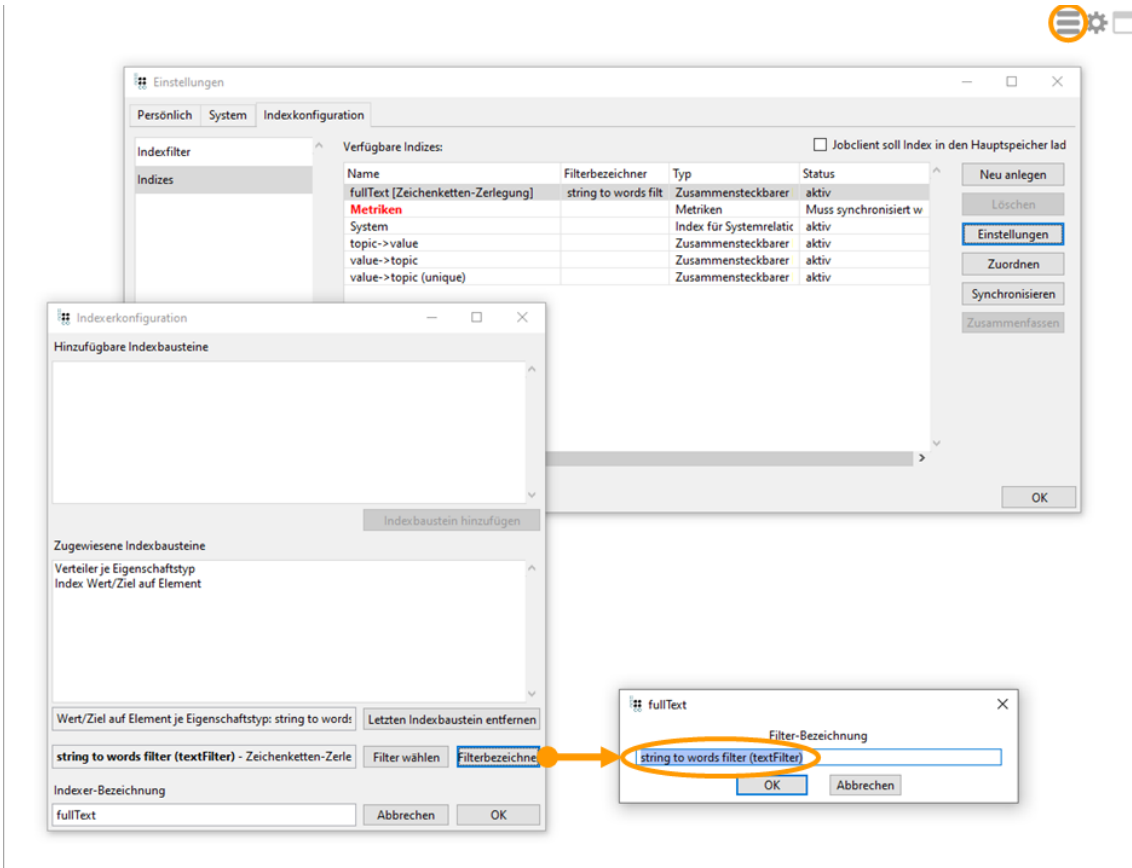 Einstellungen
Persönlich System Indexkonfiguration
Indexfilter
Indizes
Verfügbare Indizes:
Jobclient soll Index in den Hauptspeicher lad
Name Filterbezeichner Typ Status
fullText [Zeichenketten-Zerlegung] string to words filt Zusammensteckbarer aktiv
Metriken Metriken Muss synchronisiert w
System Index für Systemrelatic aktiv
topic->value Zusammensteckbarer aktiv
value->topic Zusammensteckbarer aktiv
value->topic (unique) Zusammensteckbarer aktiv
Neu anlegen
Löschen
Einstellungen
Zuordnen
Synchronisieren
Zusammenfassen
OK
Indexerkonfiguration
Hinzufügbare Indexbausteine
Indexbaustein hinzufügen
Zugewiesene Indexbausteine
Verteiler je Eigenschaftstyp
Index Wert/Ziel auf Element
Wert/Ziel auf Element je Eigenschaftstyp: string to words Letzten Indexbaustein entfernen
string to words filter (textFilter) - Zeichenketten-Zerle Filter wählen Filterbezeichne
Indexer-Bezeichnung
fullText Abbrechen OK
fullText
Filter-Bezeichnung
string to words filter (textFilter)
OK Abbrechen